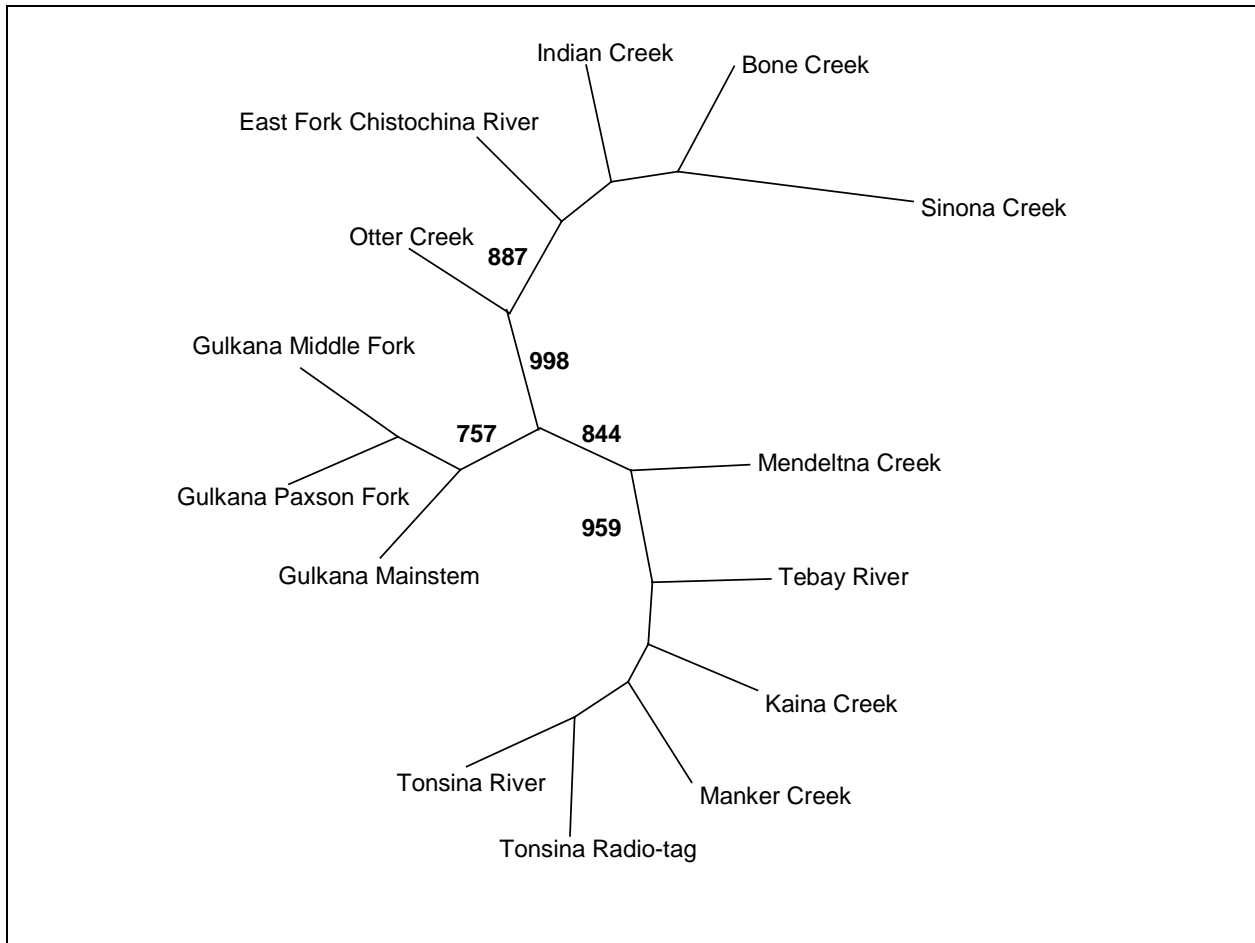 Indian Creek
Bone Creek
East Fork Chistochina River
Sinona Creek
Otter Creek
887
Gulkana Middle Fork
998
757
844
Mendeltna Creek
Gulkana Paxson Fork
959
Gulkana Mainstem
Tebay River
Kaina Creek
Tonsina River
Manker Creek
Tonsina Radio-tag